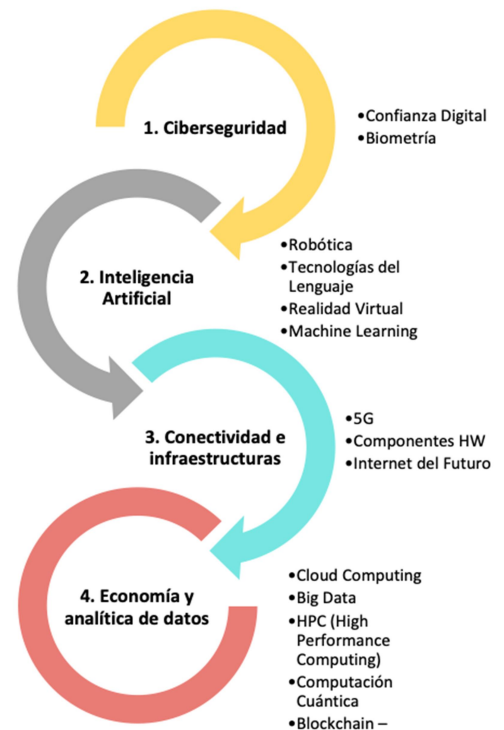 1. Ciberseguridad
•Confianza Digital
•Biometría
2. Inteligencia
Artificial
•Robótica
•Tecnologías del
Lenguaje
•Realidad Virtual
•Machine Learning
3. Conectividad e
infraestructuras
•5G
•Componentes HW
•Internet del Futuro
4. Economía y
analítica de datos
•Cloud Computing
•Big Data
•HPC (High
Performance
Computing)
•Computación
Cuántica
•Blockchain –